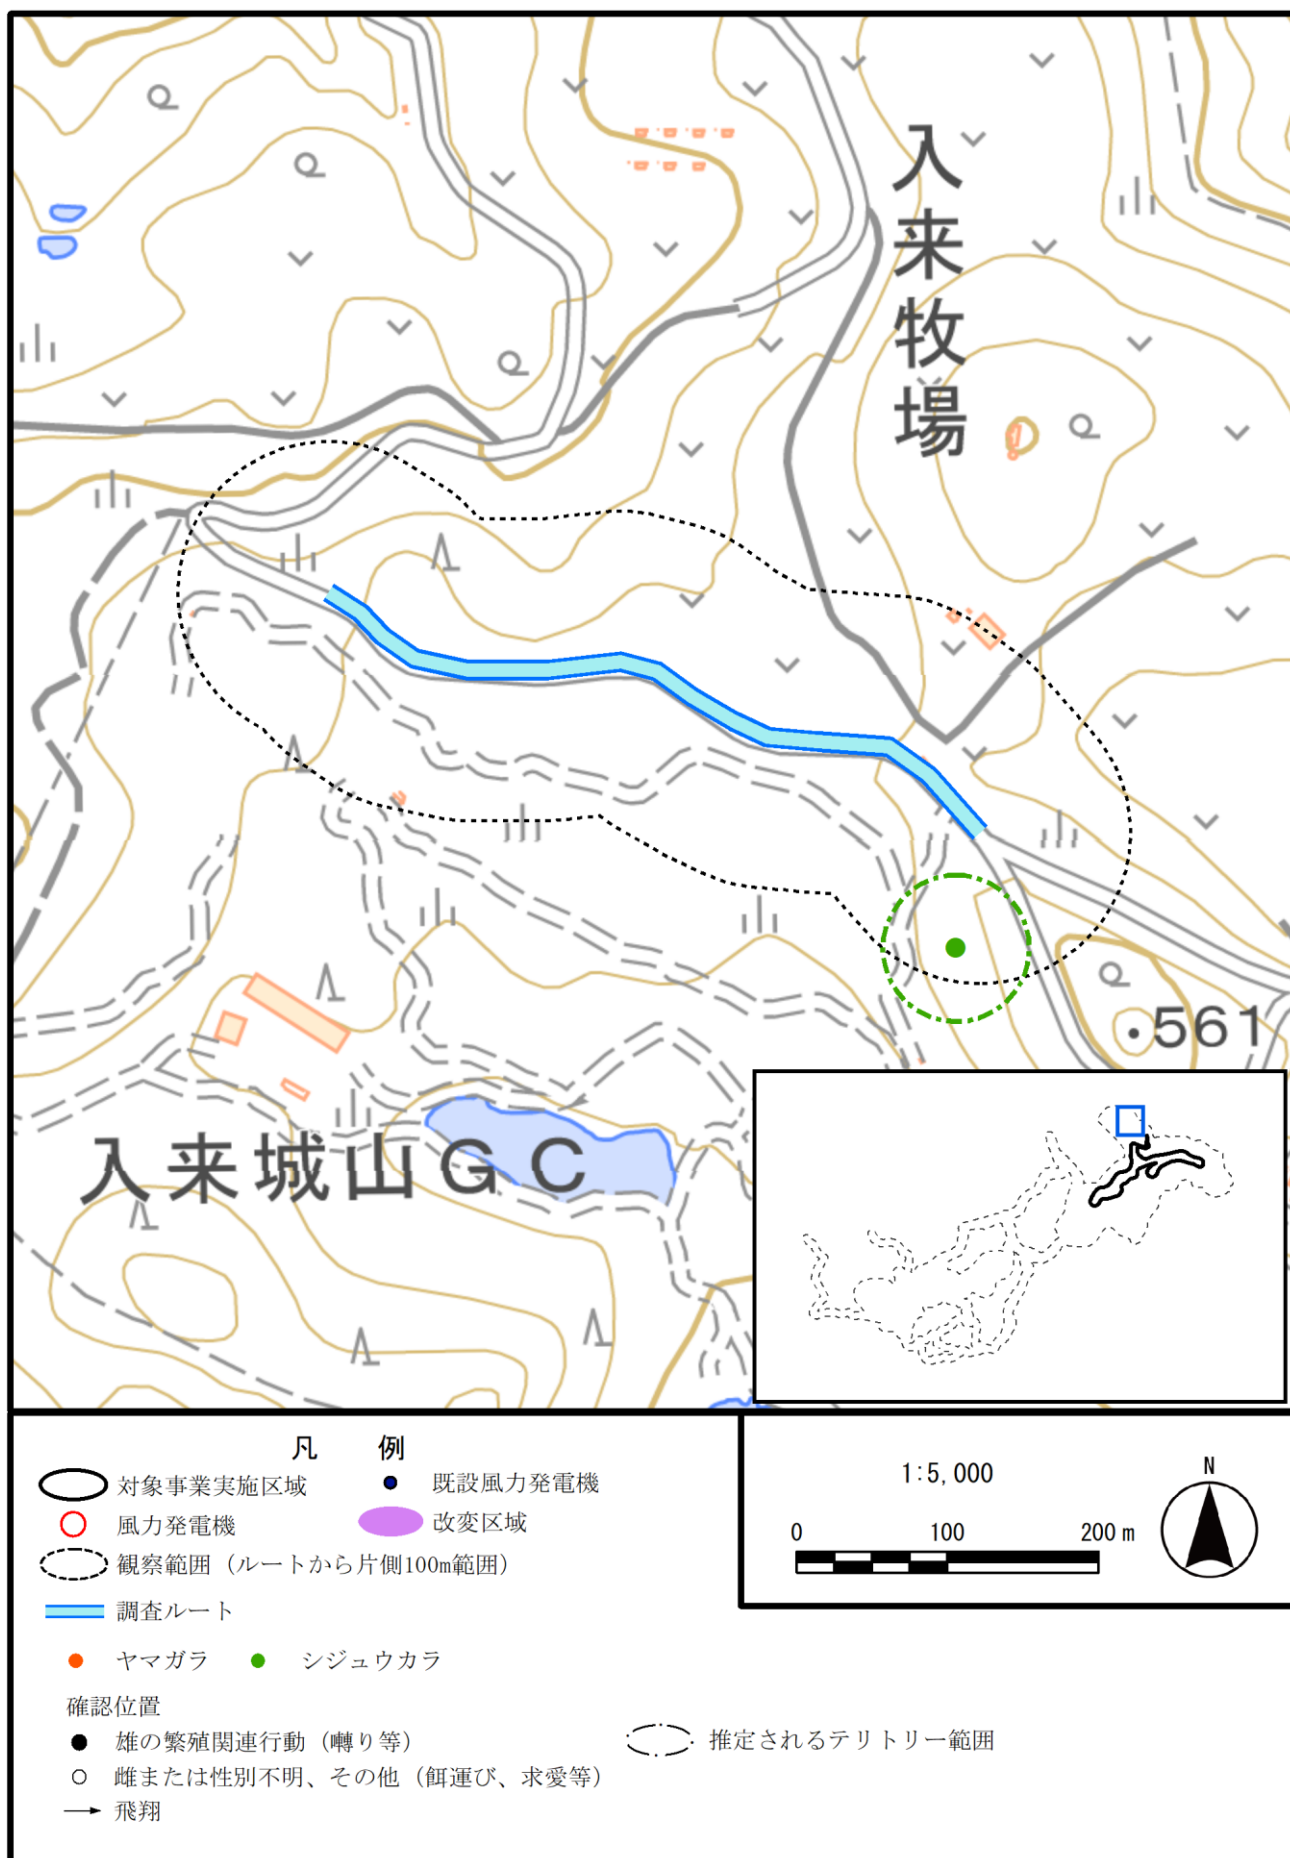 入来牧場
561
入来城山GC
凡 例
対象事業実施区域
既設風力発電機
風力発電機
改変区域
観察範囲（ルートから片側100m範囲）
調査ルート
ヤマガラ
シジュウカラ
確認位置
雄の繁殖関連行動（囀り等）
推定されるテリトリー範囲
雌または性別不明、その他（餌運び、求愛等）
飛翔
1:5,000
0 100 200 m
N